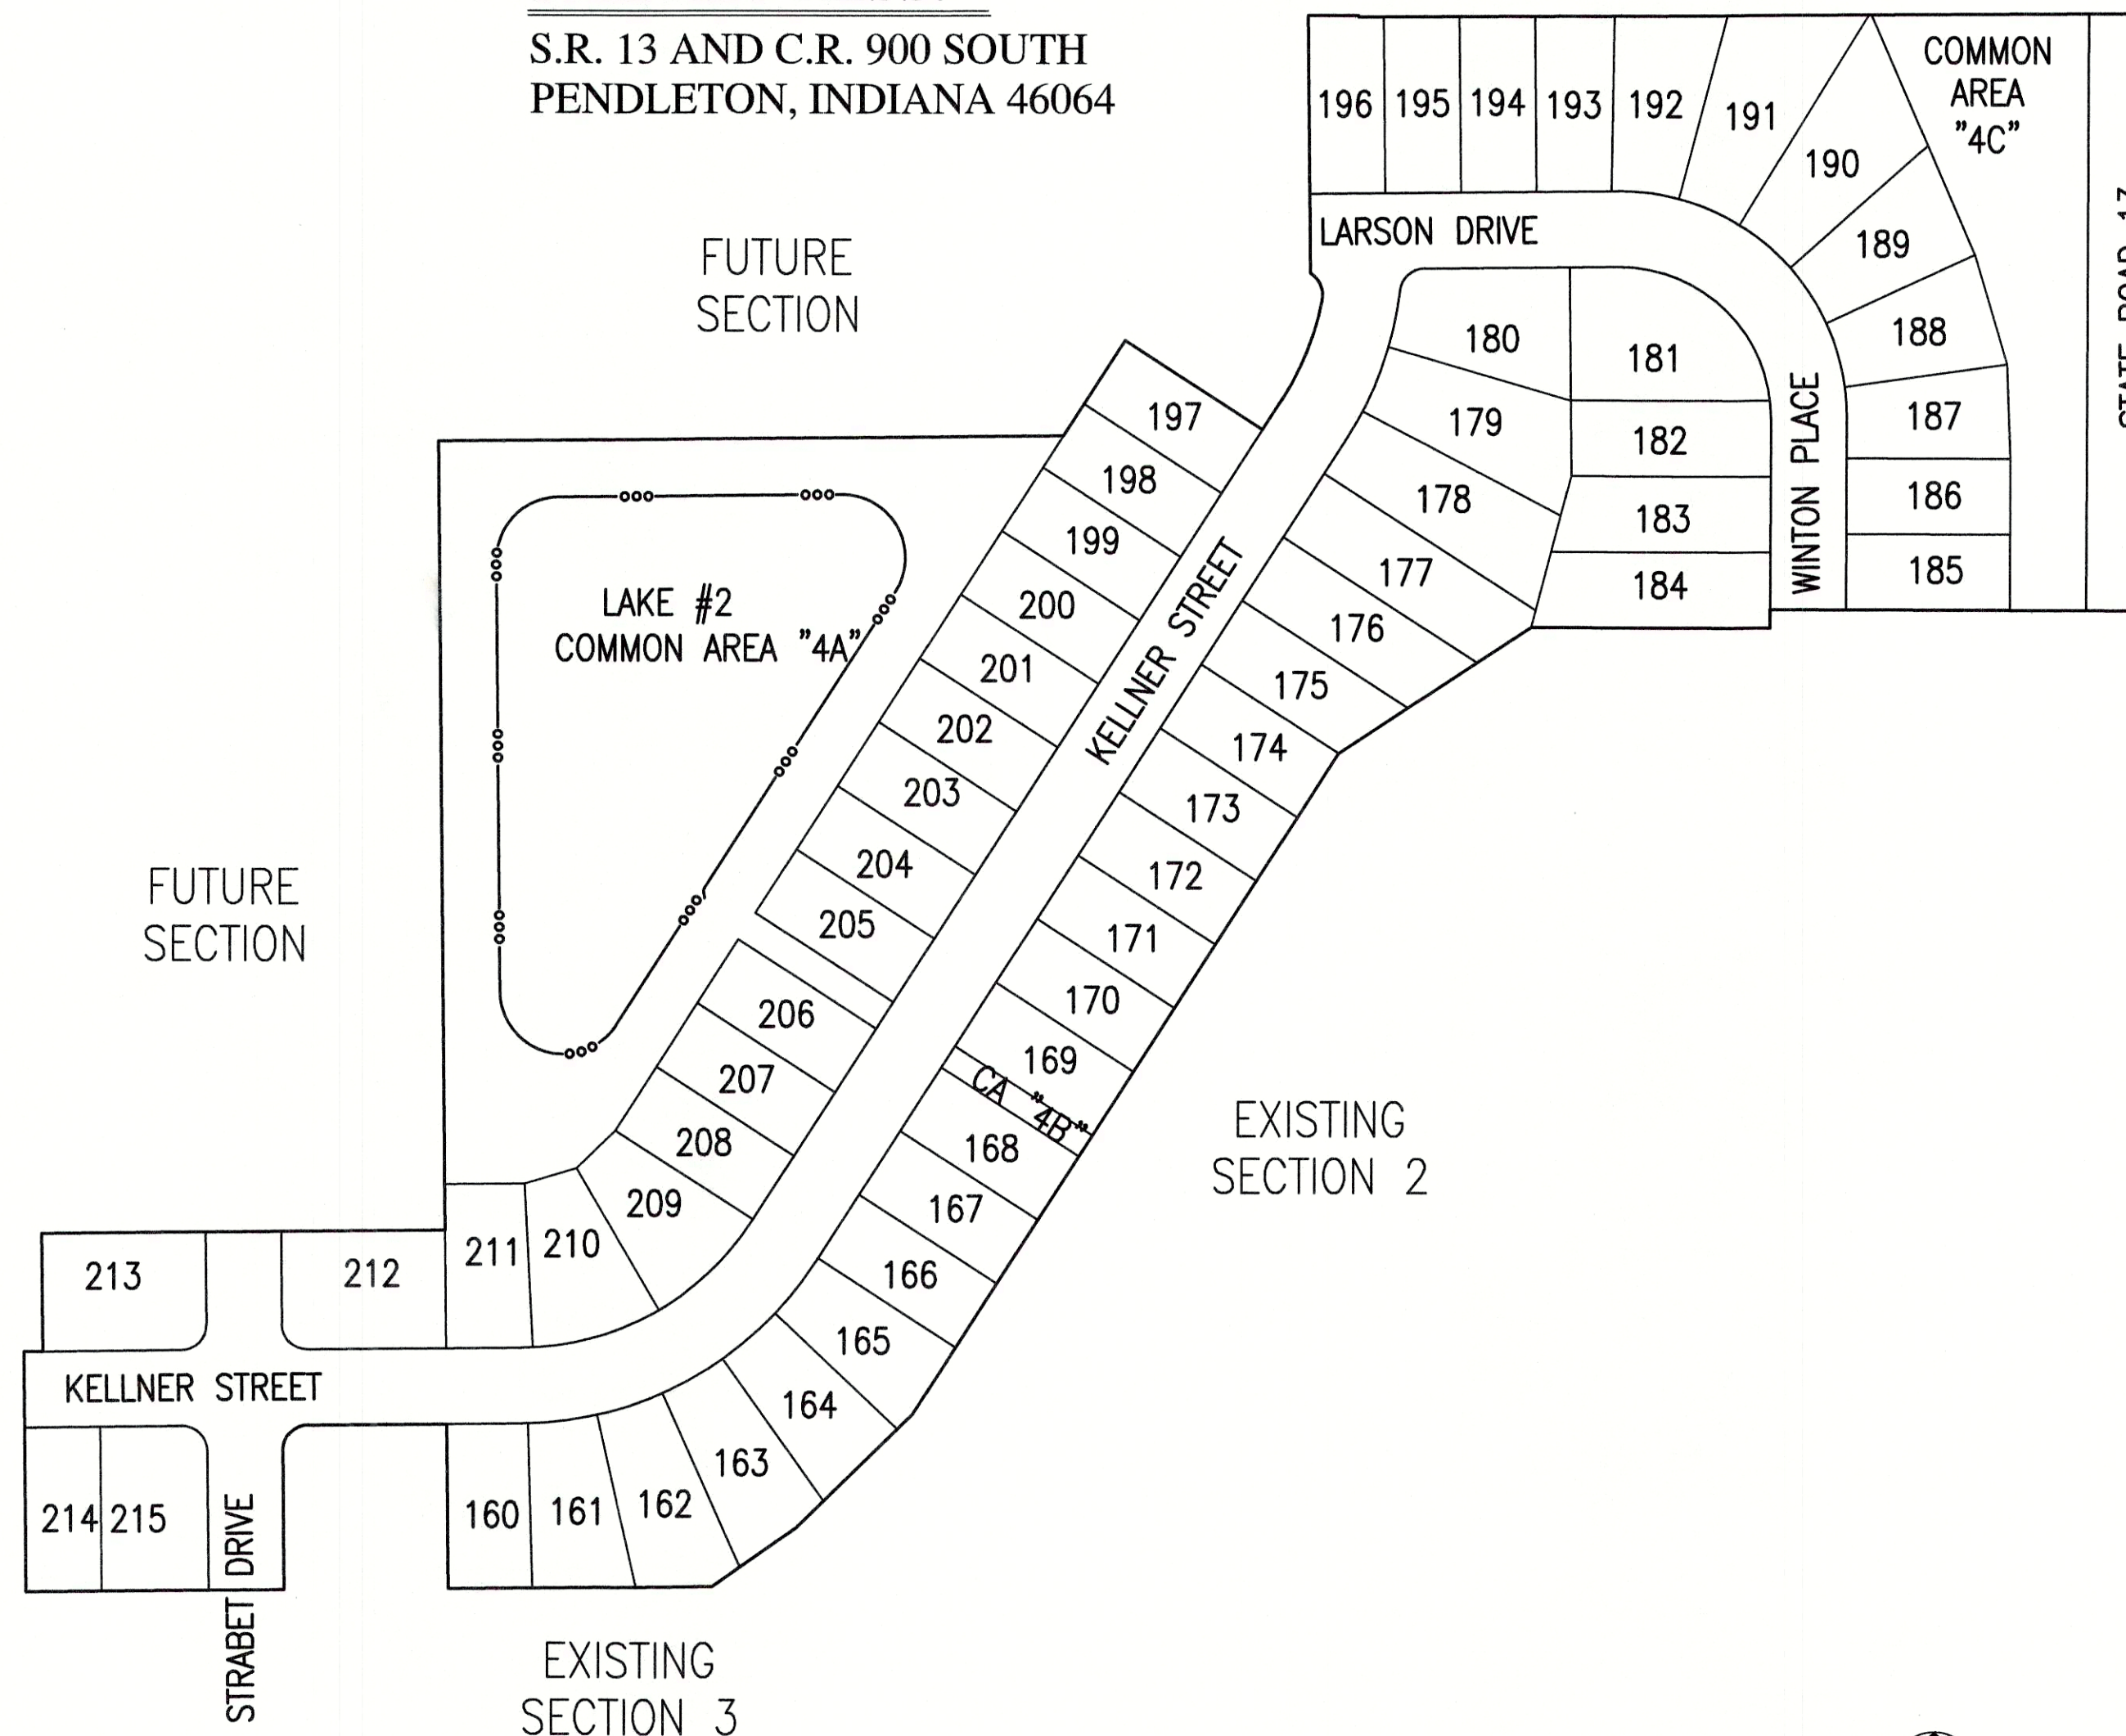 S.R. 13 AND C.R. 900 SOUTH
PENDLETON, INDIANA 46064
COMMON
AREA
"4C"
196 195 194 193 192 191
190
189
188
187
186
185
LARSON DRIVE
WINTON PLACE
STATE ROAD 13
FUTURE
SECTION
180
181
179
182
178
183
177
184
176
175
174
173
172
171
170
169
CA "4B"
168
167
166
165
164
163
162
161
160
197
198
199
200
201
202
203
204
205
206
207
208
209
210
211
212
213
KELLNER STREET
LAKE #2
COMMON AREA "4A"
FUTURE
SECTION
EXISTING
SECTION 2
KELLNER STREET
214 215
STRABET DRIVE
EXISTING
SECTION 3